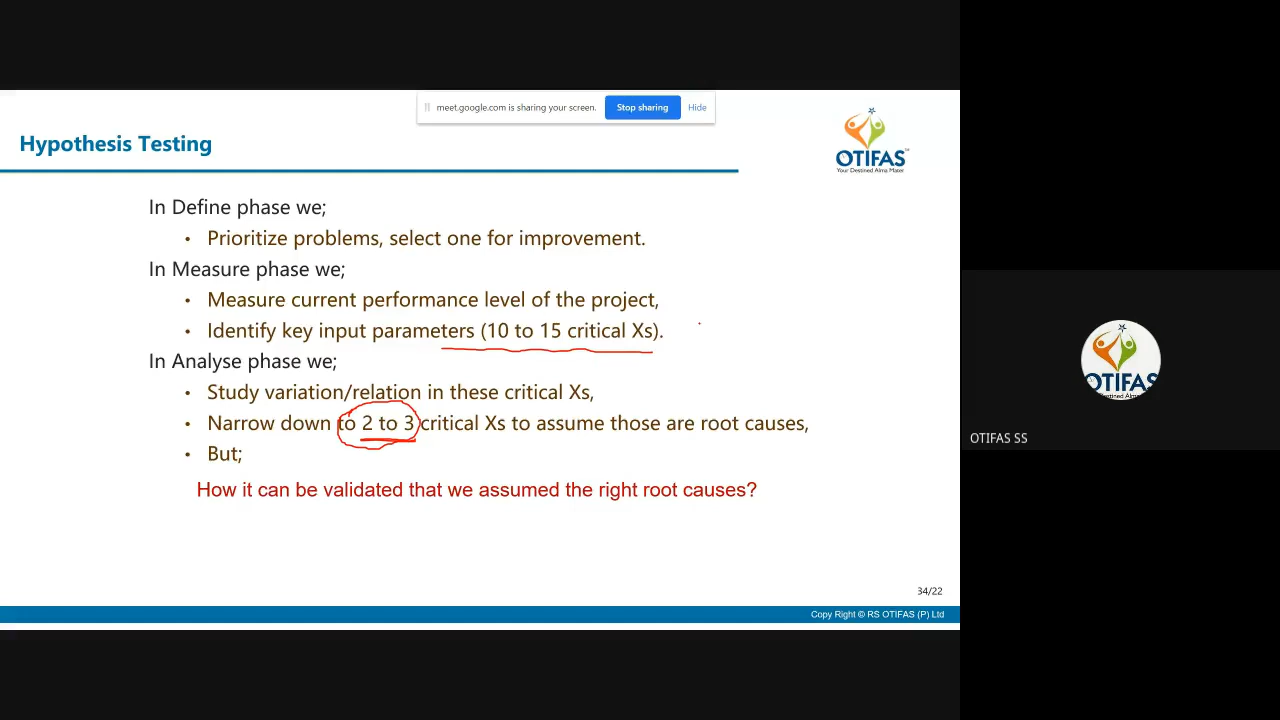 meet.google.com is sharing your screen. Stop sharing Hide
Hypothesis Testing
OTIFAS
Your Destined Alma Mater
In Define phase we;
• Prioritize problems, select one for improvement.
In Measure phase we;
• Measure current performance level of the project,
• Identify key input parameters (10 to 15 critical Xs).
In Analyse phase we;
• Study variation/relation in these critical Xs,
• Narrow down to 2 to 3 critical Xs to assume those are root causes,
• But;
How it can be validated that we assumed the right root causes?
34/22
Copy Right © RS OTIFAS (P) Ltd
OTIFAS
OTIFAS SS